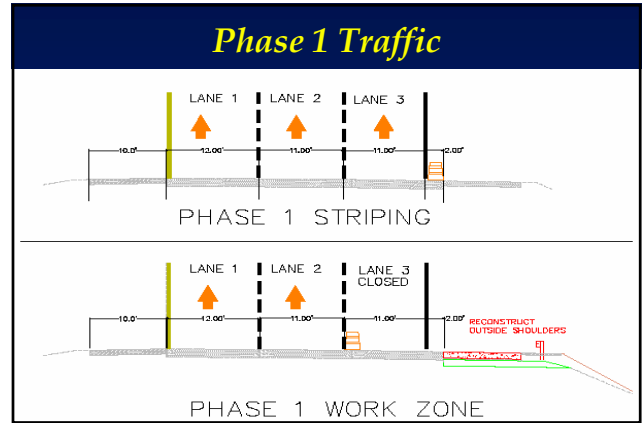 Phase 1 Traffic
LANE 1 LANE 2 LANE 3
10.0' 12.00' 11.00' 11.00' 2.00'
PHASE 1 STRIPING
LANE 1 LANE 2 LANE 3
CLOSED
10.0' 12.00' 11.00' 11.00' 2.00'
RECONSTRUCT
OUTSIDE SHOULDERS
PHASE 1 WORK ZONE